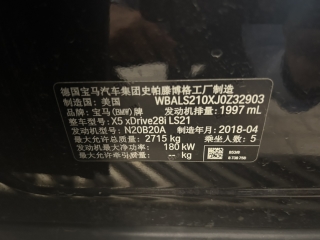 德国宝马汽车集团史帕滕博格工厂制造
制造国：美国 WBALS210XJ0Z32903
品牌：宝马(BMW)牌 发动机排量：1997 mL
整车型号：X5 xDrive28i LS21
发动机型号：N20B20A 制造年月：2018-04
最大允许总质量：2715 kg 乘坐人数：5
发动机最大净功率：180 kW
最大允许牵引质量：-- kg